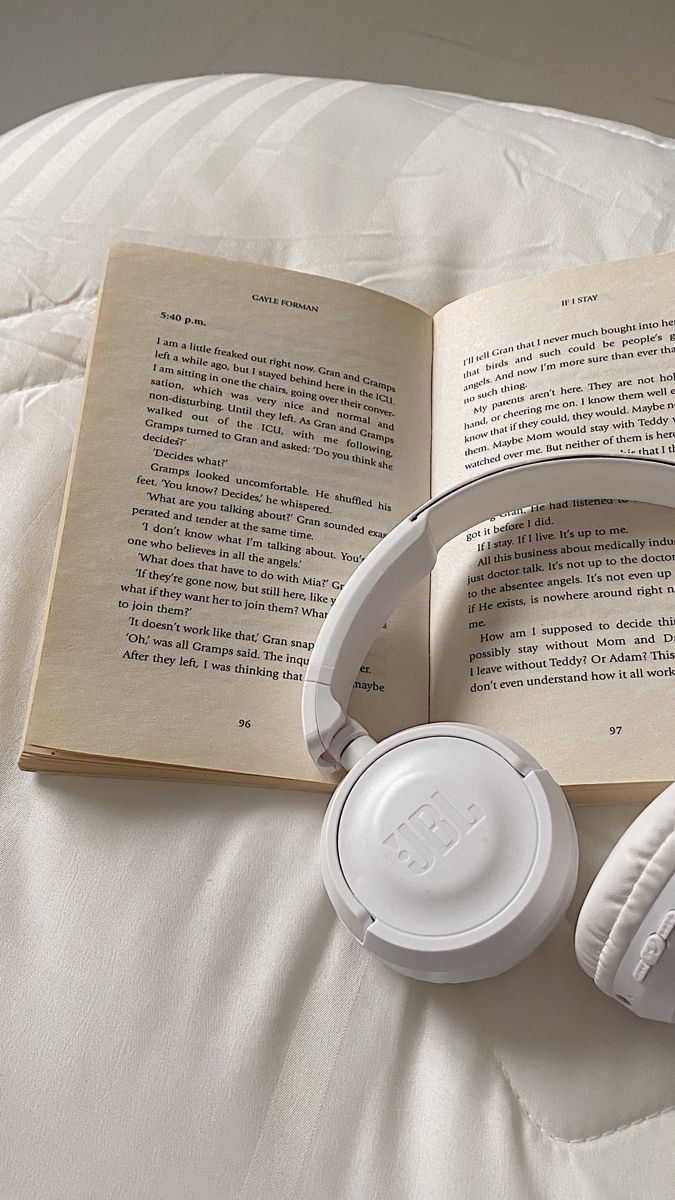 GAYLE FORMAN
5:40 p.m.
I am a little freaked out right now. Gran and Gramps
left a while ago, but I stayed behind here in the ICU.
I am sitting in one the chairs, going over their conver-
sation, which was very nice and normal and
non-disturbing. Until they left. As Gran and Gramps
walked out of the ICU, with me following,
Gramps turned to Gran and asked: ‘Do you think she
decides?’
‘Decides what?’
Gramps looked uncomfortable. He shuffled his
feet. ‘You know? Decides,’ he whispered.
‘What are you talking about?’ Gran sounded exas-
perated and tender at the same time.
‘I don’t know what I’m talking about. You’re
one who believes in all the angels.’
‘What does that have to do with Mia?’
‘If they’re gone now, but still here, like
what if they want her to join them? What
to join them?’
‘It doesn’t work like that,’ Gran
‘Oh,’ was all Gramps said. The
After they left, I was thinking that maybe
96
IF I STAY
I’ll tell Gran that I never much bought into
that birds and such could be people’s
angels. And now I’m more sure than ever
no such thing.
My parents aren’t here. They are not
hand, or cheering me on. I know them well
know that if they could, they would. Maybe
them. Maybe Mom would stay with Teddy
watched over me. But neither of them is here
that I
Gran. He had listened to
got it before I did.
If I stay. If I live. It’s up to me.
All this business about medically
just doctor talk. It’s not up to the
to the absentee angels. It’s not even up
if He exists, is nowhere around right
me.
How am I supposed to decide
possibly stay without Mom and
I leave without Teddy? Or Adam?
don’t even understand how it all
97
JBL